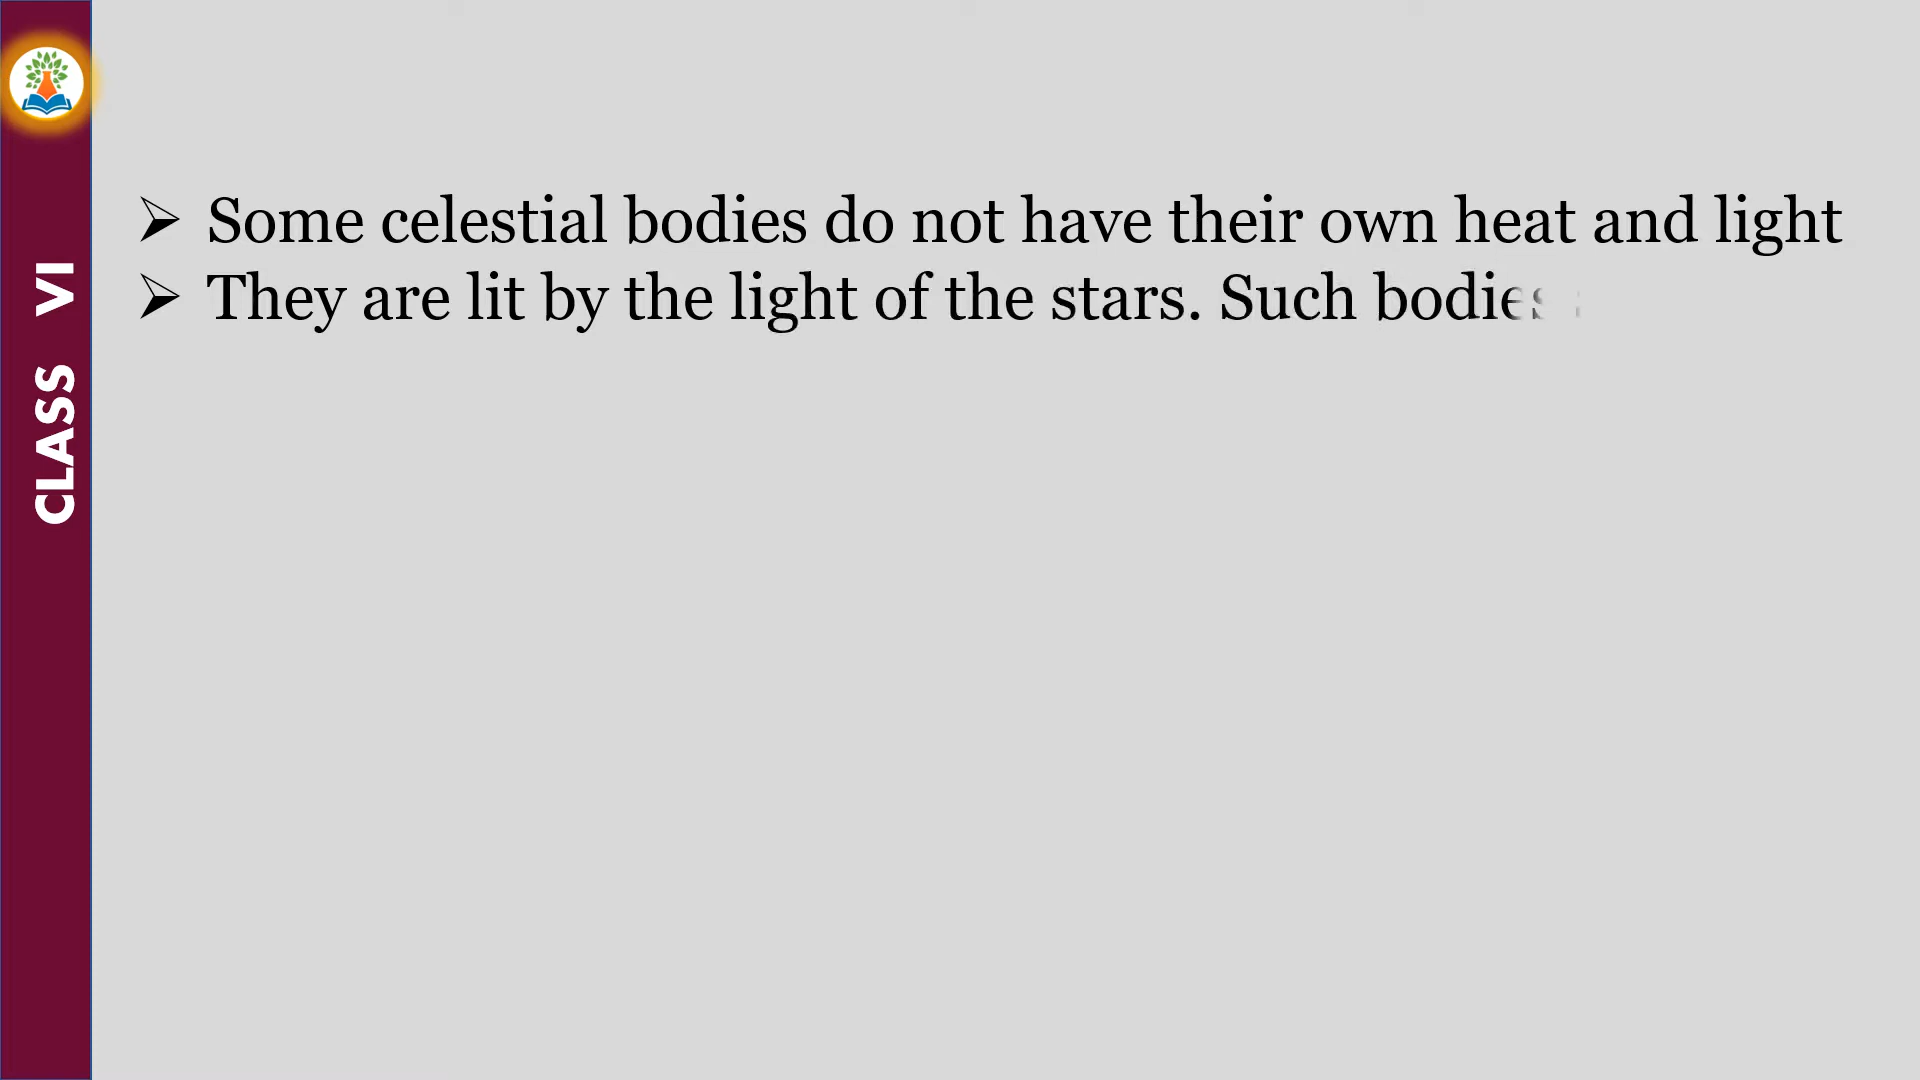 CLASS VI
➢ Some celestial bodies do not have their own heat and light
➢ They are lit by the light of the stars. Such bodies